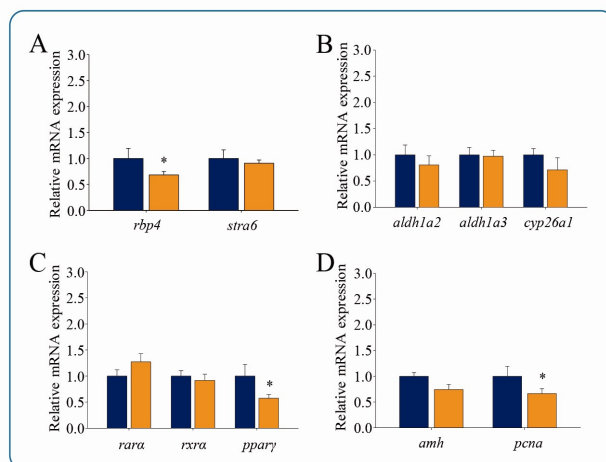 A
Relative mRNA expression
3.0
2.5
2.0
1.5
1.0
0.5
0.0
*
rbp4 stra6
B
Relative mRNA expression
3.0
2.5
2.0
1.5
1.0
0.5
0.0
aldh1a2 aldh1a3 cyp26a1
C
Relative mRNA expression
3.0
2.5
2.0
1.5
1.0
0.5
0.0
*
rarα rxrα pparγ
D
Relative mRNA expression
3.0
2.5
2.0
1.5
1.0
0.5
0.0
*
amh pcna